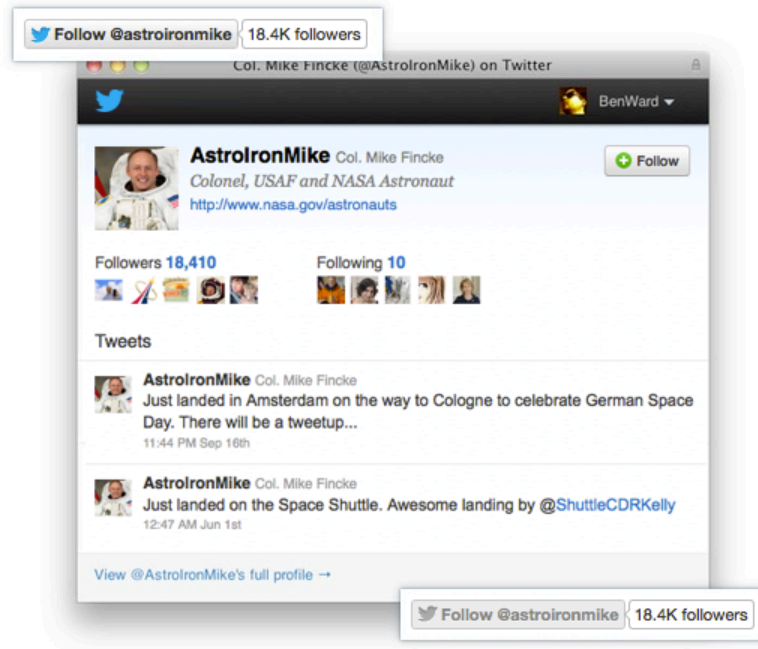 Follow @astroironmike 18.4K followers
Col. Mike Fincke (@AstroIronMike) on Twitter
BenWard
AstroIronMike Col. Mike Fincke
Follow
Colonel, USAF and NASA Astronaut
http://www.nasa.gov/astronauts
Followers 18,410 Following 10
Tweets
AstroIronMike Col. Mike Fincke
Just landed in Amsterdam on the way to Cologne to celebrate German Space
Day. There will be a tweetup...
11:44 PM Sep 16th
AstroIronMike Col. Mike Fincke
Just landed on the Space Shuttle. Awesome landing by @ShuttleCDRKelly
12:47 AM Jun 1st
View @AstroIronMike's full profile →
Follow @astroironmike 18.4K followers